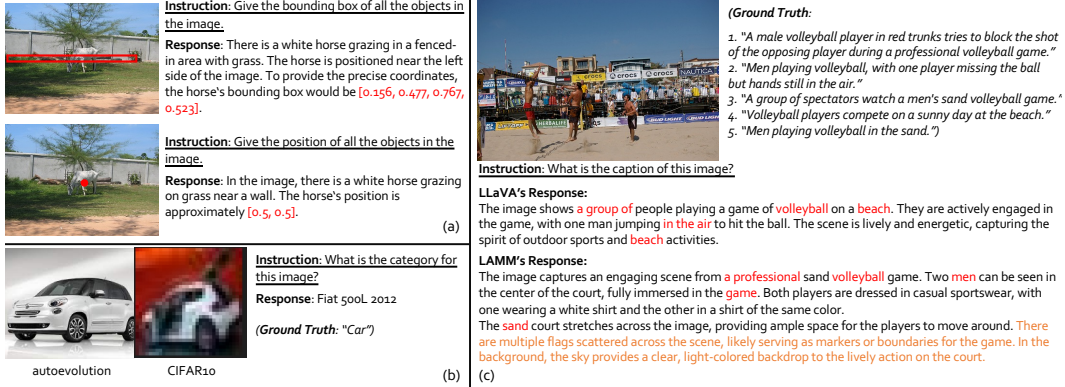 Instruction: Give the bounding box of all the objects in
the image.
Response: There is a white horse grazing in a fenced-
in area with grass. The horse is positioned near the left
side of the image. To provide the precise coordinates,
the horse's bounding box would be [0.156, 0.477, 0.767,
0.523].
Instruction: Give the position of all the objects in the
image.
Response: In the image, there is a white horse grazing
on grass near a wall. The horse's position is
approximately [0.5, 0.5].
(a)
Instruction: What is the category for
this image?
Response: Fiat 500L 2012
(Ground Truth: "Car")
autoevolution
CIFAR10
(b)
crocs
crocs
crocs
NAUTICA
HERBALIFE
BUD LIGHT
BUD LIGHT
(Ground Truth:
1. "A male volleyball player in red trunks tries to block the shot
of the opposing player during a professional volleyball game."
2. "Men playing volleyball, with one player missing the ball
but hands still in the air."
3. "A group of spectators watch a men's sand volleyball game."
4. "Volleyball players compete on a sunny day at the beach."
5. "Men playing volleyball in the sand.")
Instruction: What is the caption of this image?
LLaVA's Response:
The image shows a group of people playing a game of volleyball on a beach. They are actively engaged in
the game, with one man jumping in the air to hit the ball. The scene is lively and energetic, capturing the
spirit of outdoor sports and beach activities.
LAMM's Response:
The image captures an engaging scene from a professional sand volleyball game. Two men can be seen in
the center of the court, fully immersed in the game. Both players are dressed in casual sportswear, with
one wearing a white shirt and the other in a shirt of the same color.
The sand court stretches across the image, providing ample space for the players to move around. There
are multiple flags scattered across the scene, likely serving as markers or boundaries for the game. In the
background, the sky provides a clear, light-colored backdrop to the lively action on the court.
(c)